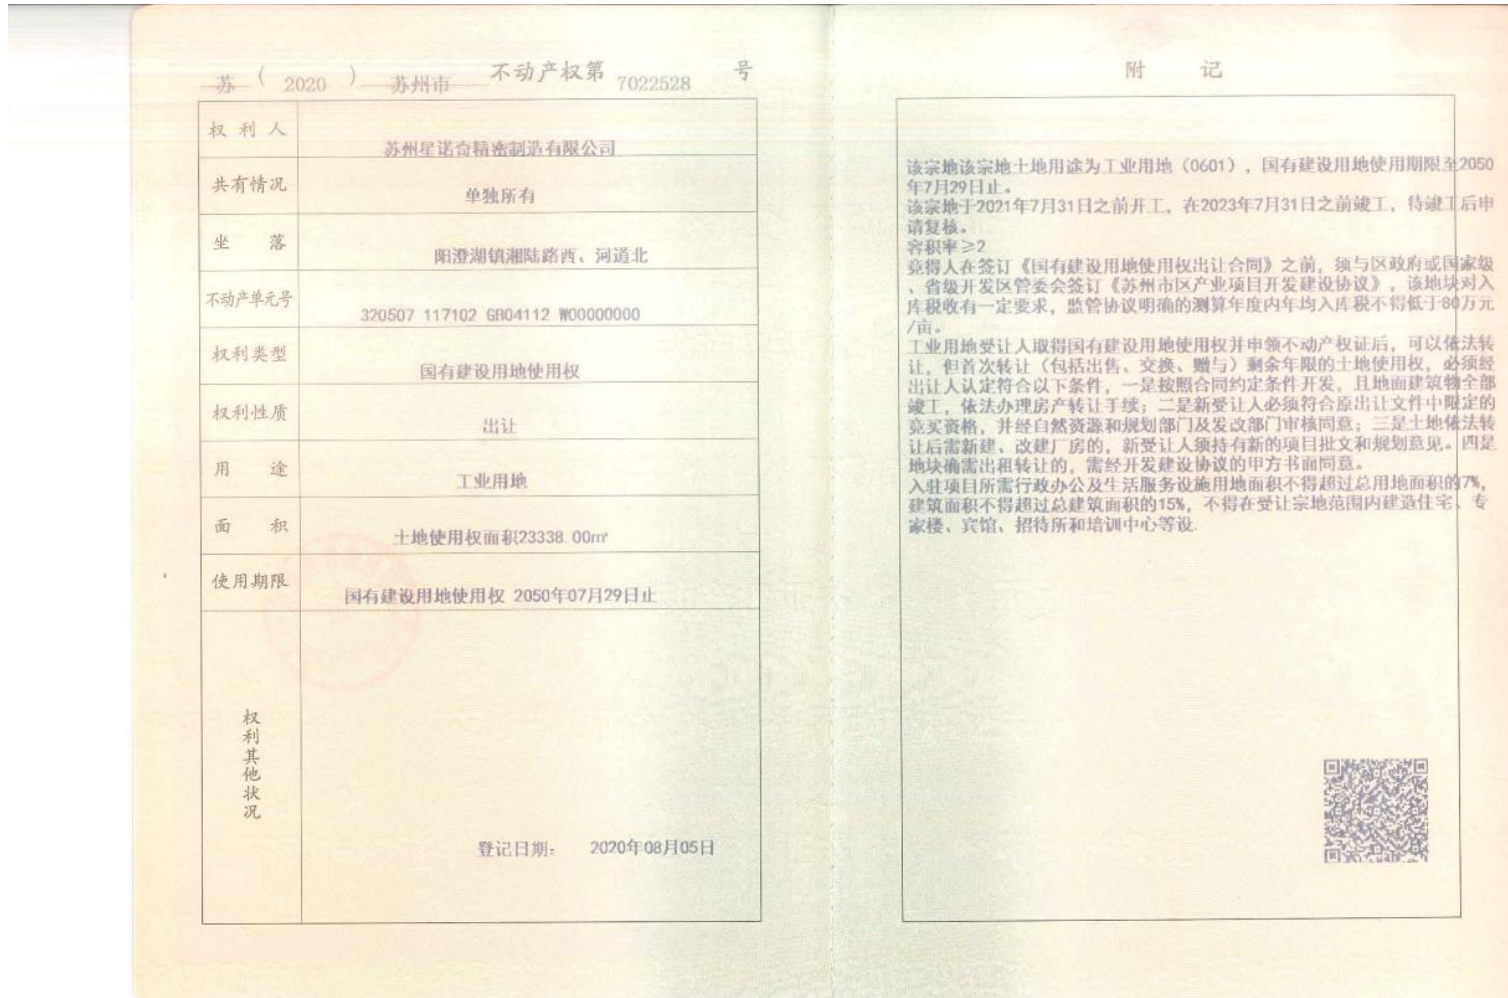 苏（2020）苏州市 不动产权第 7022528 号
权利人 苏州星诺奇精密制造有限公司
共有情况 单独所有
坐落 阳澄湖镇湘陆路西、河道北
不动产单元号 320507 117102 GB04112 W00000000
权利类型 国有建设用地使用权
权利性质 出让
用途 工业用地
面积 土地使用权面积23338.00㎡
使用期限 国有建设用地使用权 2050年07月29日止
权利其他状况
登记日期： 2020年08月05日
附 记
该宗地该宗地土地用途为工业用地（0601），国有建设用地使用期限至2050
年7月29日止。
该宗地于2021年7月31日之前开工，在2023年7月31日之前竣工，待竣工后申
请复核。
容积率≥2
竞得人在签订《国有建设用地使用权出让合同》之前，须与区政府或国家级
、省级开发区管委会签订《苏州市区产业项目开发建设协议》，该地块对入
库税收有一定要求，监管协议明确的测算年度内年均入库税不得低于80万元
/亩。
工业用地受让人取得国有建设用地使用权并申领不动产权证后，可以依法转
让，但首次转让（包括出售、交换、赠与）剩余年限的土地使用权，必须经
出让人认定符合以下条件，一是按照合同约定条件开发，且地面建筑物全部
竣工，依法办理房产转让手续；二是新受让人必须符合原出让文件中限定的
竞买资格，并经自然资源和规划部门及发改部门审核同意；三是土地依法转
让后需新建、改建厂房的，新受让人须持有新的项目批文和规划意见。四是
地块确需出租转让的，需经开发建设协议的甲方书面同意。
入驻项目所需行政办公及生活服务设施用地面积不得超过总用地面积的7%，
建筑面积不得超过总建筑面积的15%，不得在受让宗地范围内建造住宅、专
家楼、宾馆、招待所和培训中心等设.